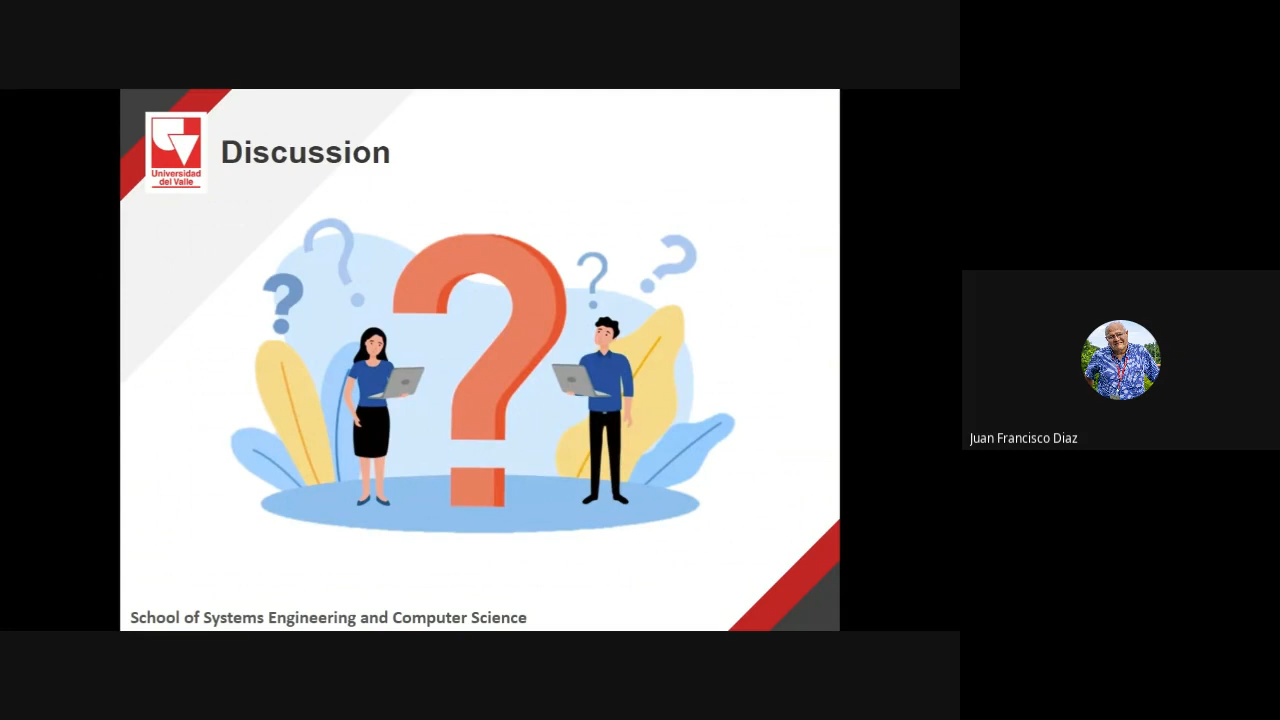 Universidad
del Valle
Discussion
? ? ? ? ?
School of Systems Engineering and Computer Science
Juan Francisco Diaz